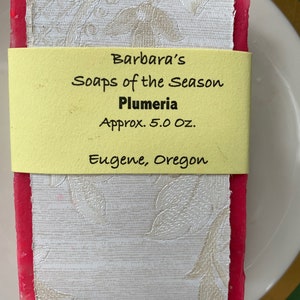 Barbara's
Soaps of the Season
Plumeria
Approx. 5.0 Oz.
Eugene, Oregon